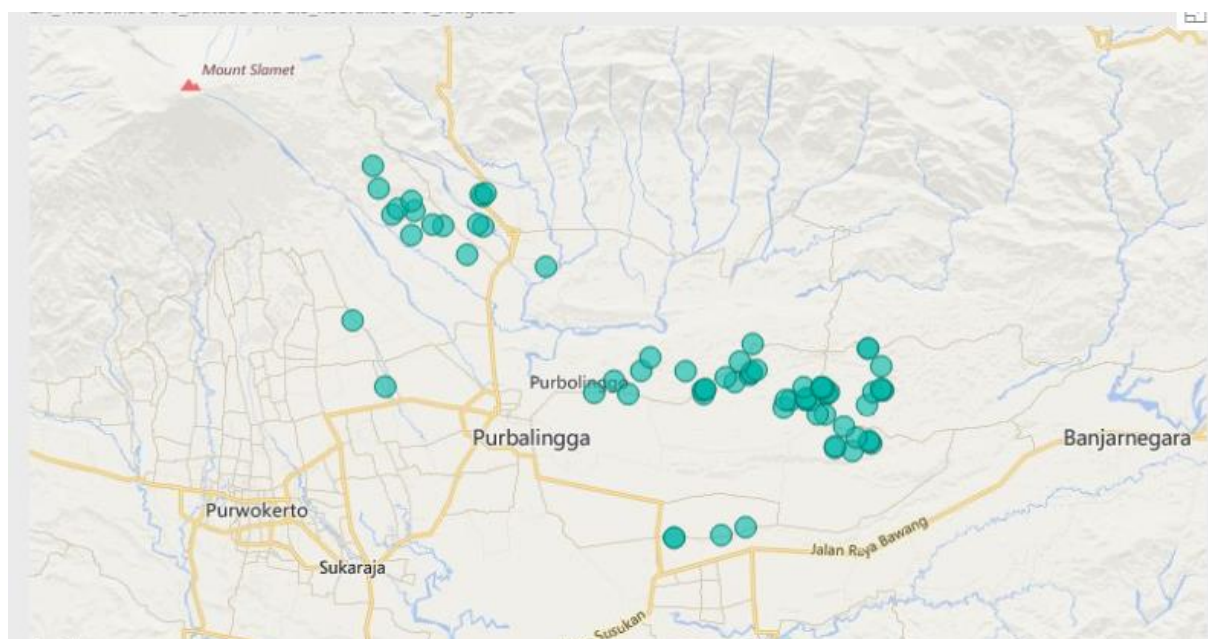 Mount Slamet
Purbolingga
Purbalingga
Banjarnegara
Purwokerto
Jalan Raya Bawang
Sukaraja
Susukan